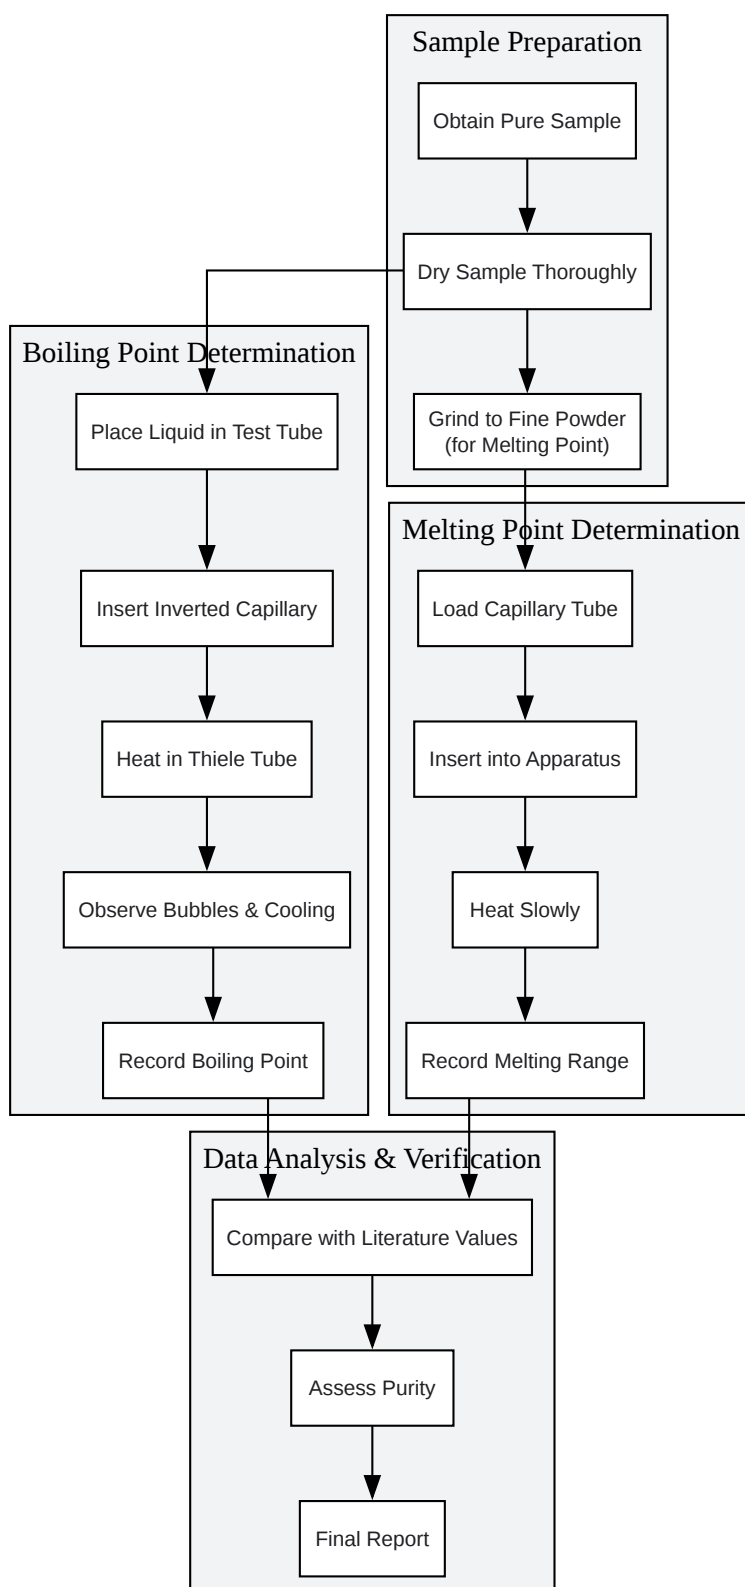 Sample Preparation
Obtain Pure Sample
Dry Sample Thoroughly
Grind to Fine Powder
(for Melting Point)
Boiling Point Determination
Place Liquid in Test Tube
Insert Inverted Capillary
Heat in Thiele Tube
Observe Bubbles & Cooling
Record Boiling Point
Melting Point Determination
Load Capillary Tube
Insert into Apparatus
Heat Slowly
Record Melting Range
Data Analysis & Verification
Compare with Literature Values
Assess Purity
Final Report